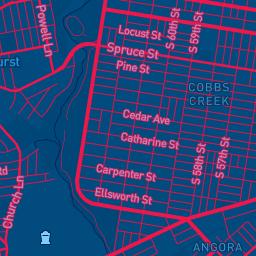 Powell Ln
Locust St
S 60th St
S 59th St
Spruce St
Pine St
urst
COBBS
CREEK
Cedar Ave
Catharine St
Carpenter St
Ellsworth St
S 58th St
S 57th St
rd
Church Ln
ANGORA